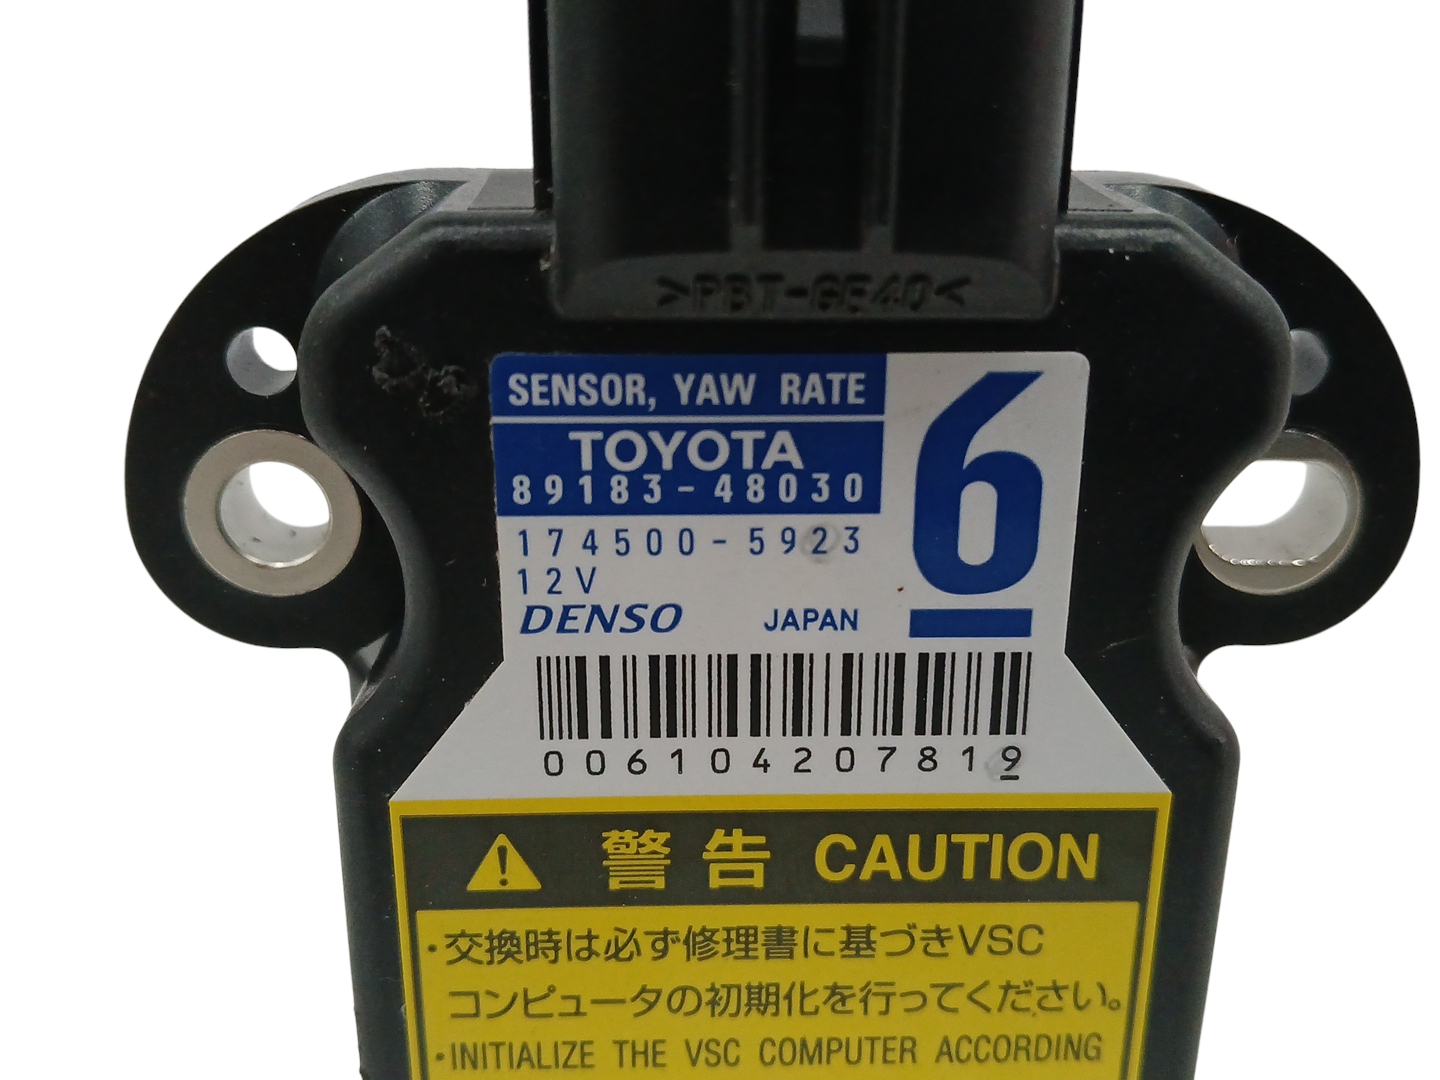 >PBT-GF40<
SENSOR, YAW RATE
TOYOTA
89183-48030
6
174500-5923
12V
DENSO JAPAN
006104207819
警告 CAUTION
・交換時は必ず修理書に基づきVSC
コンピュータの初期化を行ってください。
・INITIALIZE THE VSC COMPUTER ACCORDING